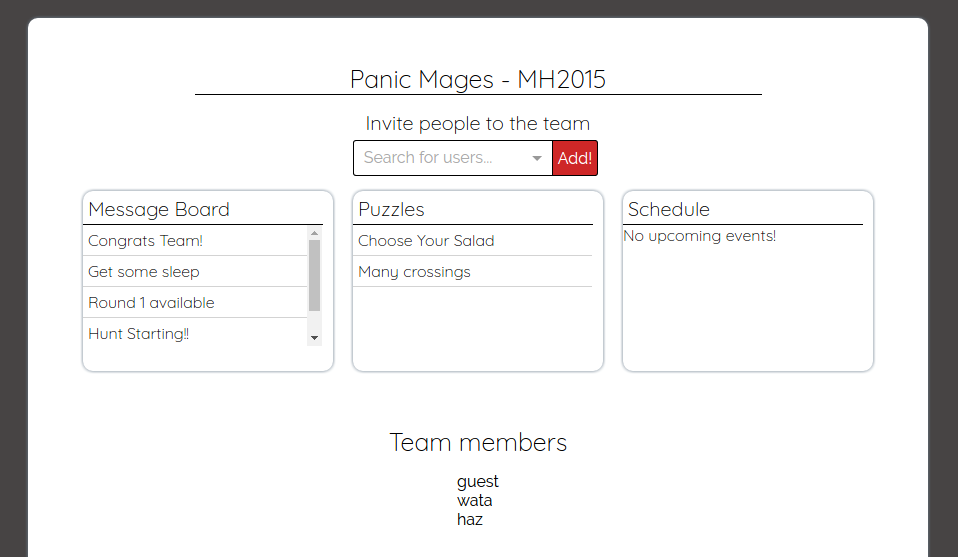 Panic Mages - MH2015
Invite people to the team
Search for users...
Add!
Message Board
Congrats Team!
Get some sleep
Round 1 available
Hunt Starting!!
Puzzles
Choose Your Salad
Many crossings
Schedule
No upcoming events!
Team members
guest
wata
haz